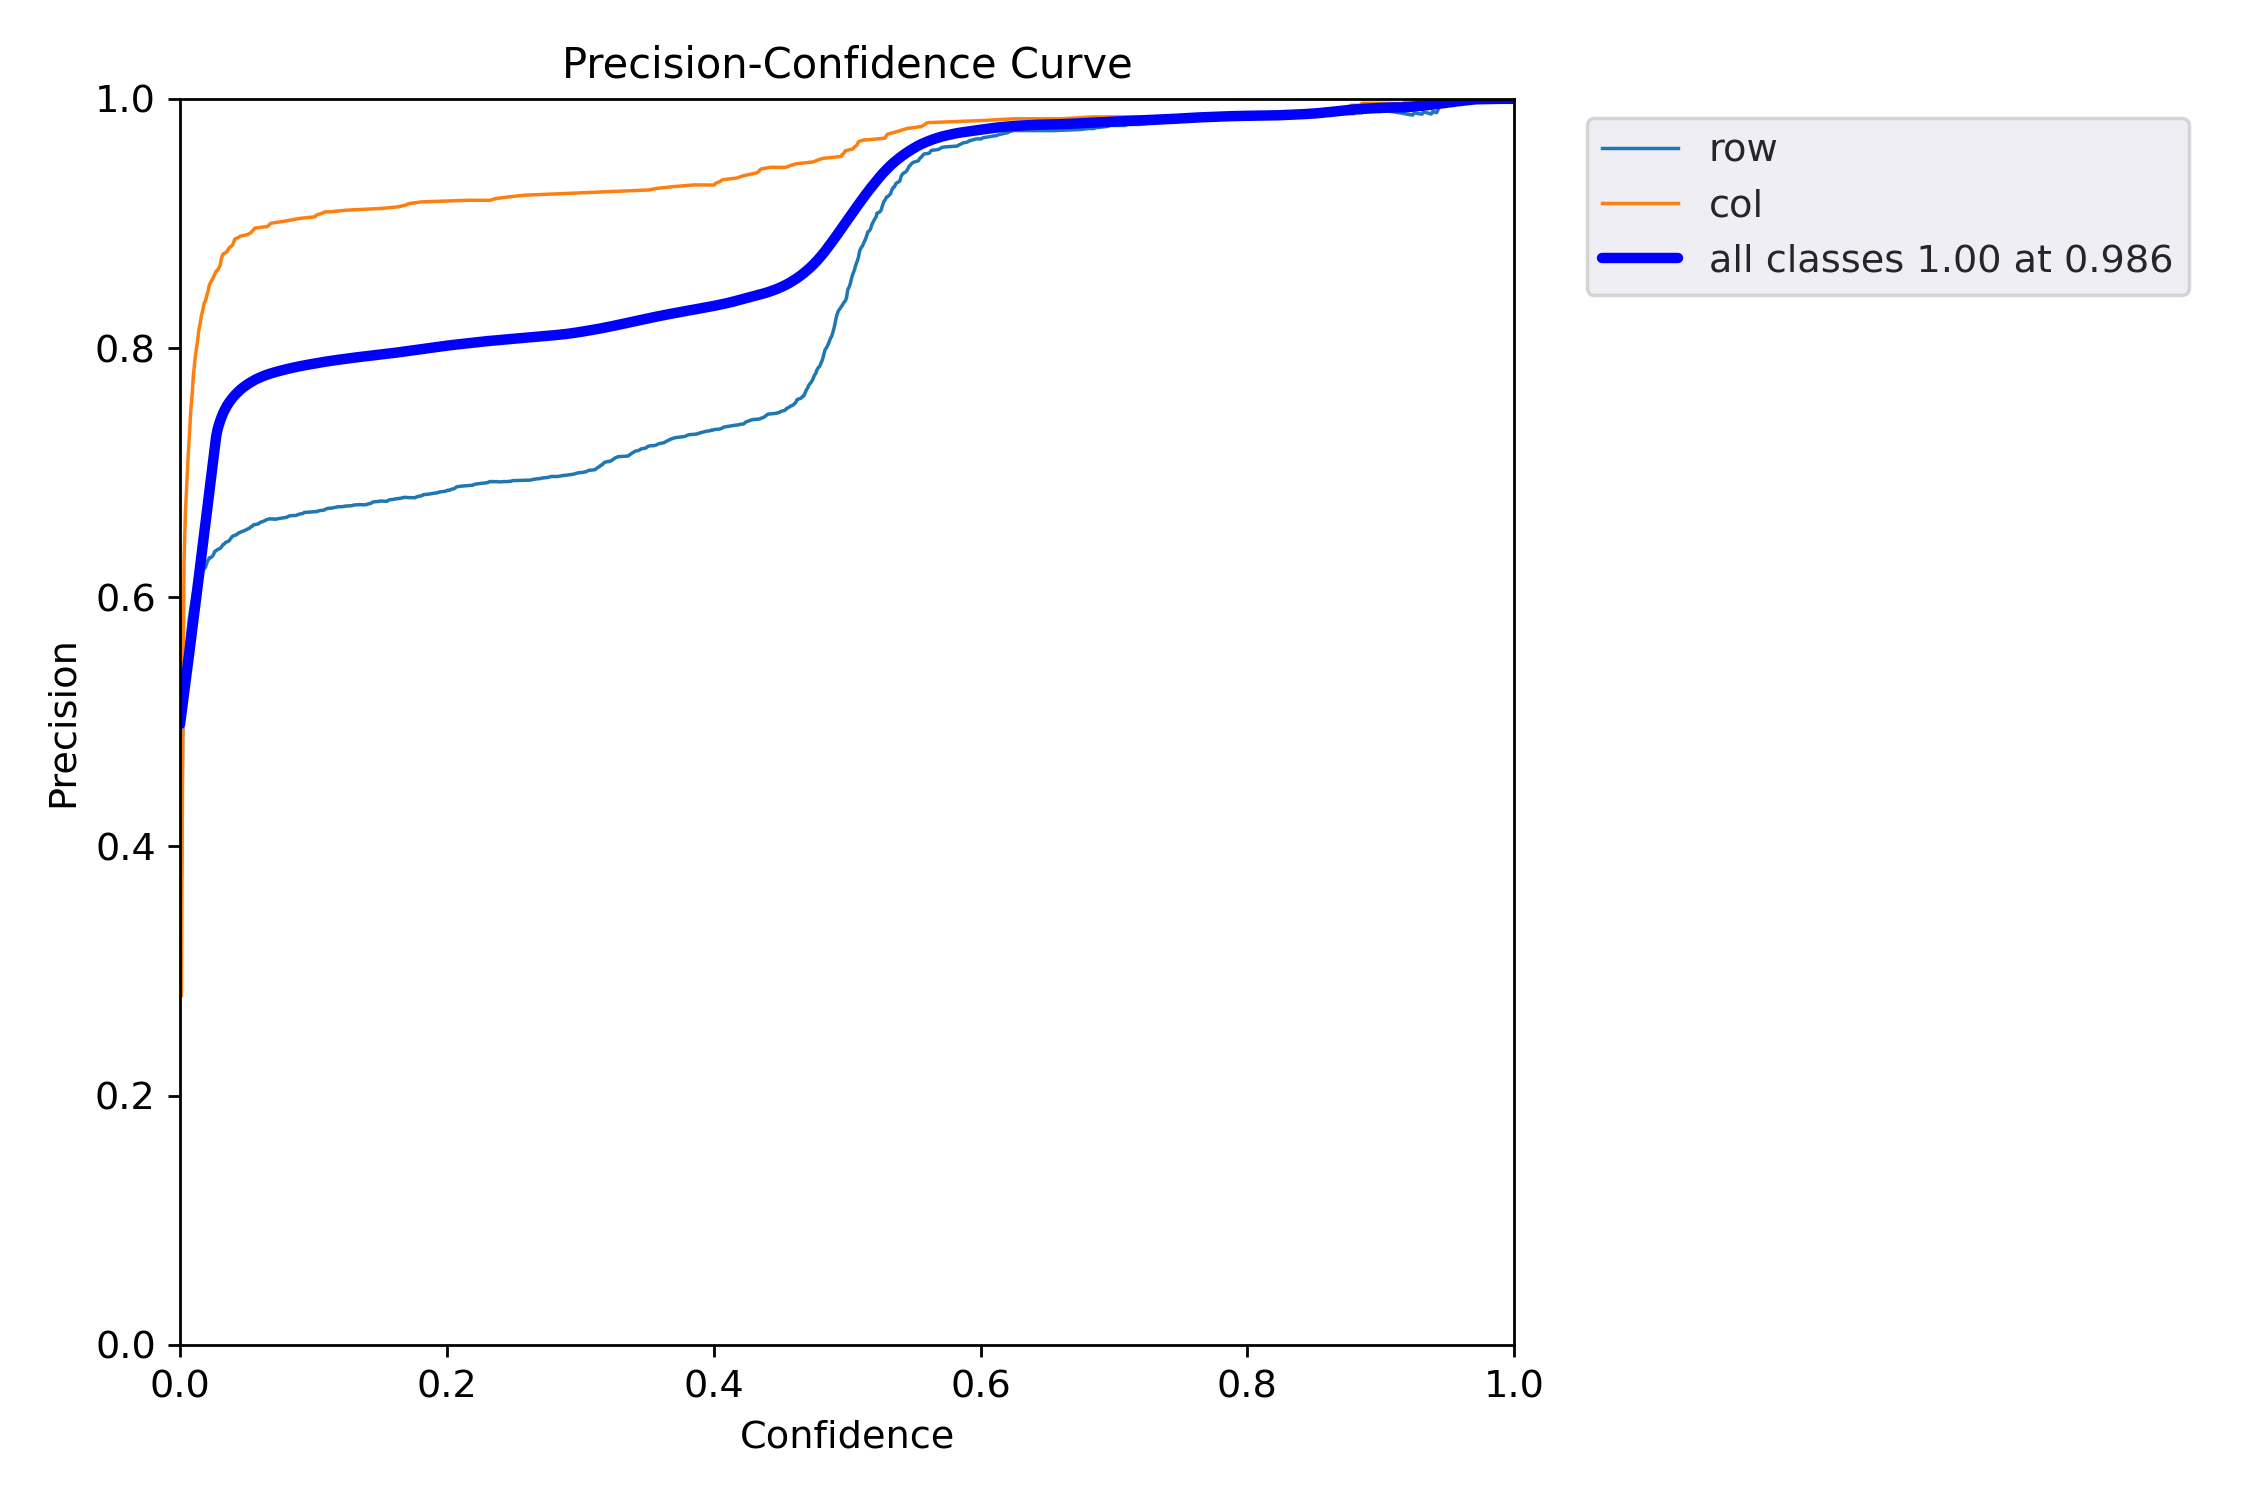 Precision-Confidence Curve
1.0
0.8
0.6
0.4
0.2
0.0
Precision
0.0 0.2 0.4 0.6 0.8 1.0
Confidence
row
col
all classes 1.00 at 0.986